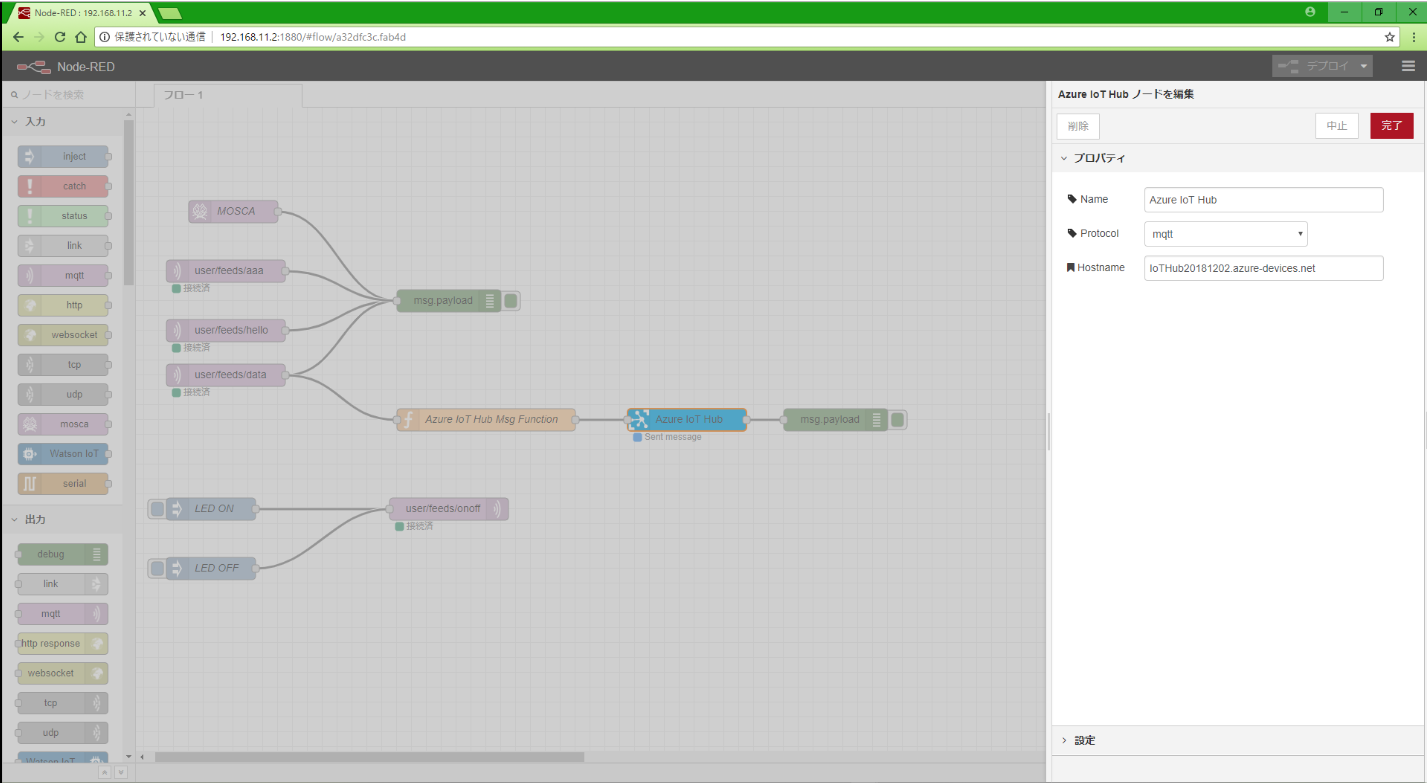 Node-RED : 192.168.11.2
保護されていない通信 | 192.168.11.2:1880/#flow/a32dfc3c.fab4d
Node-RED
デプロイ
ノードを検索
フロー 1
Azure IoT Hub ノードを編集
削除
中止
完了
プロパティ
Name
Azure IoT Hub
Protocol
mqtt
Hostname
IoTHub20181202.azure-devices.net
設定
入力
inject
catch
status
link
mqtt
http
websocket
tcp
udp
mosca
Watson IoT
serial
出力
debug
link
mqtt
http response
websocket
tcp
udp
Watson IoT
MOSCA
user/feeds/aaa
接続済
user/feeds/hello
接続済
user/feeds/data
接続済
msg.payload
Azure IoT Hub Msg Function
Azure IoT Hub
Sent message
msg.payload
LED ON
LED OFF
user/feeds/onoff
接続済